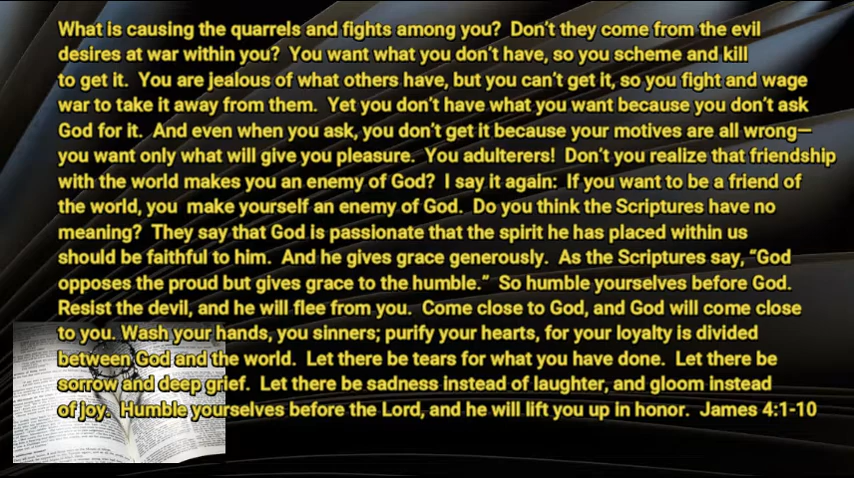 What is causing the quarrels and fights among you?  Don't they come from the evil
desires at war within you?  You want what you don't have, so you scheme and kill
to get it.  You are jealous of what others have, but you can't get it, so you fight and wage
war to take it away from them.  Yet you don't have what you want because you don't ask
God for it.  And even when you ask, you don't get it because your motives are all wrong—
you want only what will give you pleasure.  You adulterers!  Don't you realize that friendship
with the world makes you an enemy of God?  I say it again:  If you want to be a friend of
the world, you  make yourself an enemy of God.  Do you think the Scriptures have no
meaning?  They say that God is passionate that the spirit he has placed within us
should be faithful to him.  And he gives grace generously.  As the Scriptures say, “God
opposes the proud but gives grace to the humble.”  So humble yourselves before God.
Resist the devil, and he will flee from you.  Come close to God, and God will come close
to you. Wash your hands, you sinners; purify your hearts, for your loyalty is divided
between God and the world.  Let there be tears for what you have done.  Let there be
sorrow and deep grief.  Let there be sadness instead of laughter, and gloom instead
of joy.  Humble yourselves before the Lord, and he will lift you up in honor.  James 4:1-10